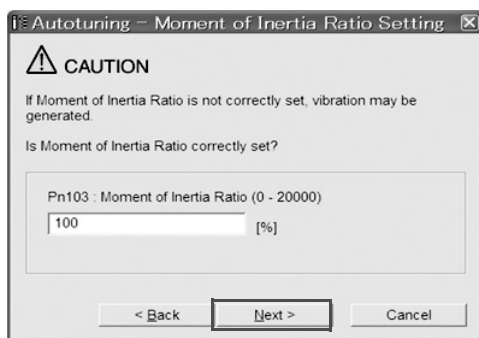 Autotuning - Moment of Inertia Ratio Setting
CAUTION
If Moment of Inertia Ratio is not correctly set, vibration may be
generated.
Is Moment of Inertia Ratio correctly set?
Pn103 : Moment of Inertia Ratio (0 - 20000)
100 [%]
< Back Next > Cancel